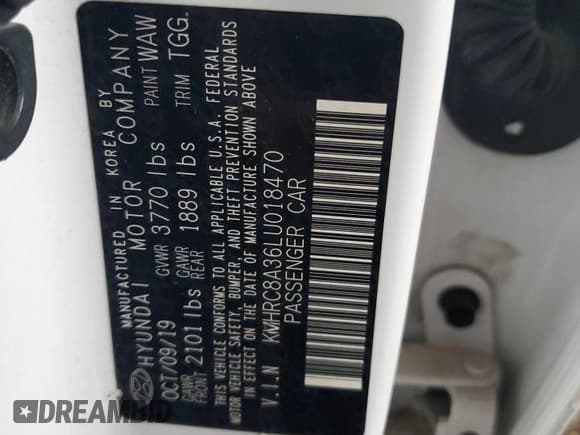 MANUFACTURED IN KOREA BY
HYUNDAI MOTOR COMPANY
OCT/09/19 GVWR 3770 lbs PAINT WAW
GAWR FRONT 2101 lbs GAWR REAR 1889 lbs TRIM TGG.
THIS VEHICLE CONFORMS TO ALL APPLICABLE U.S.A. FEDERAL
MOTOR VEHICLE SAFETY, BUMPER, AND THEFT PREVENTION STANDARDS
IN EFFECT ON THE DATE OF MANUFACTURE SHOWN ABOVE
V.I.N KMHRC8A36LU018470
PASSENGER CAR
DREAMBID